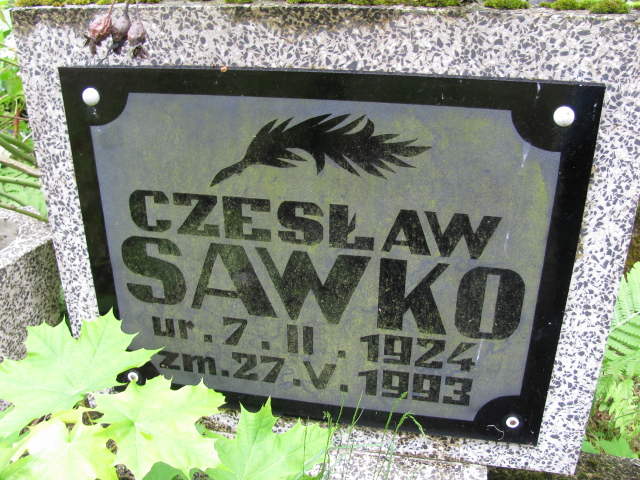 CZESŁAW
SAWKO
ur. 7. II. 1924
zm. 27. V. 1993